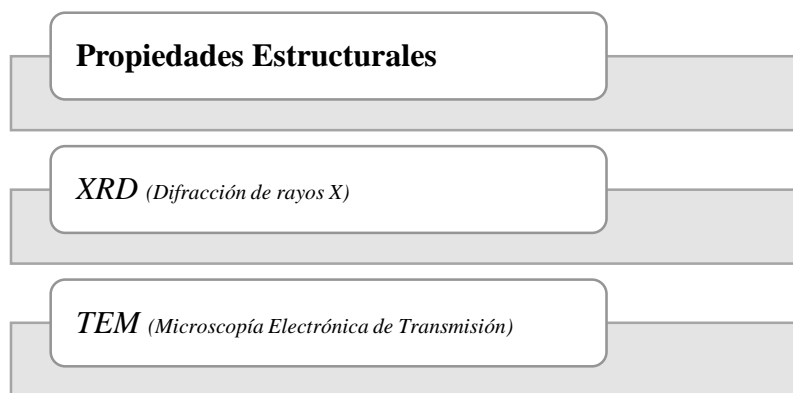 Propiedades Estructurales
XRD (Difracción de rayos X)
TEM (Microscopía Electrónica de Transmisión)